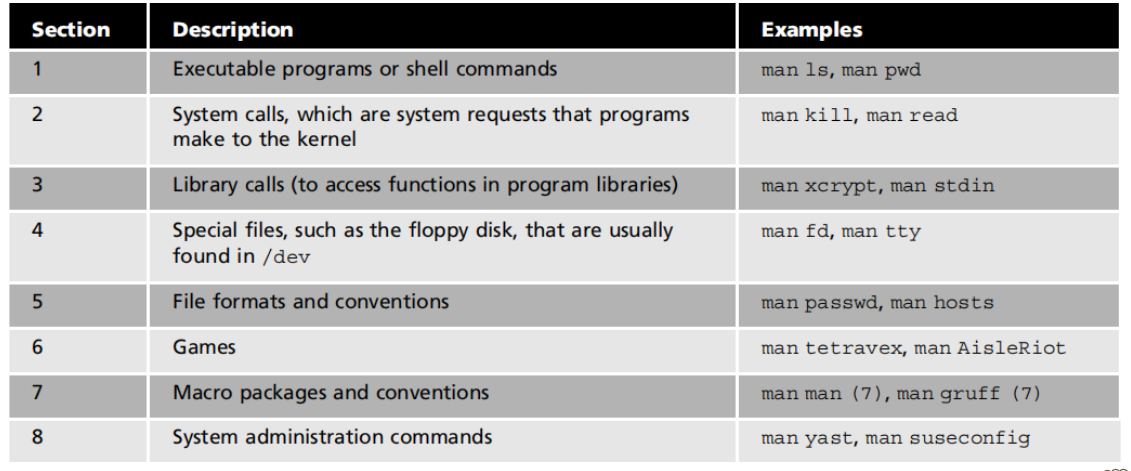 Section Description Examples
1 Executable programs or shell commands man ls, man pwd
2 System calls, which are system requests that programs man kill, man read
make to the kernel
3 Library calls (to access functions in program libraries) man xcrypt, man stdin
4 Special files, such as the floppy disk, that are usually man fd, man tty
found in /dev
5 File formats and conventions man passwd, man hosts
6 Games man tetravex, man AisleRiot
7 Macro packages and conventions man man (7), man gruff (7)
8 System administration commands man yast, man suseconfig